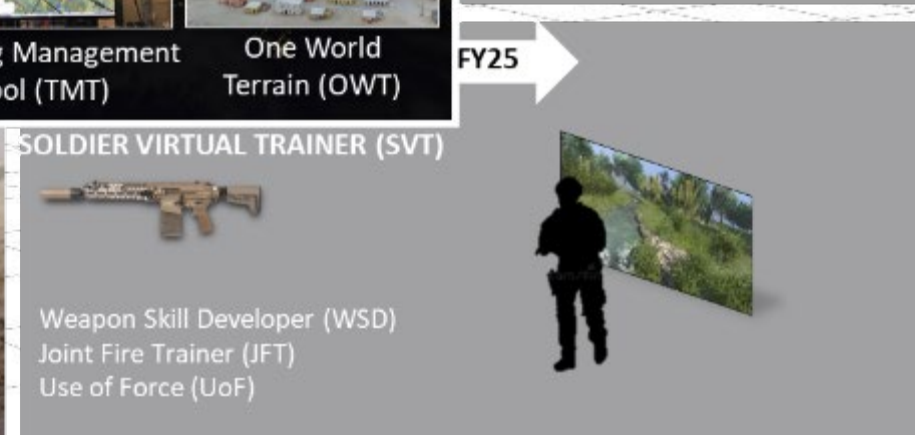 g Management
ol (TMT)
One World
Terrain (OWT)
FY25
SOLDIER VIRTUAL TRAINER (SVT)
Weapon Skill Developer (WSD)
Joint Fire Trainer (JFT)
Use of Force (UoF)